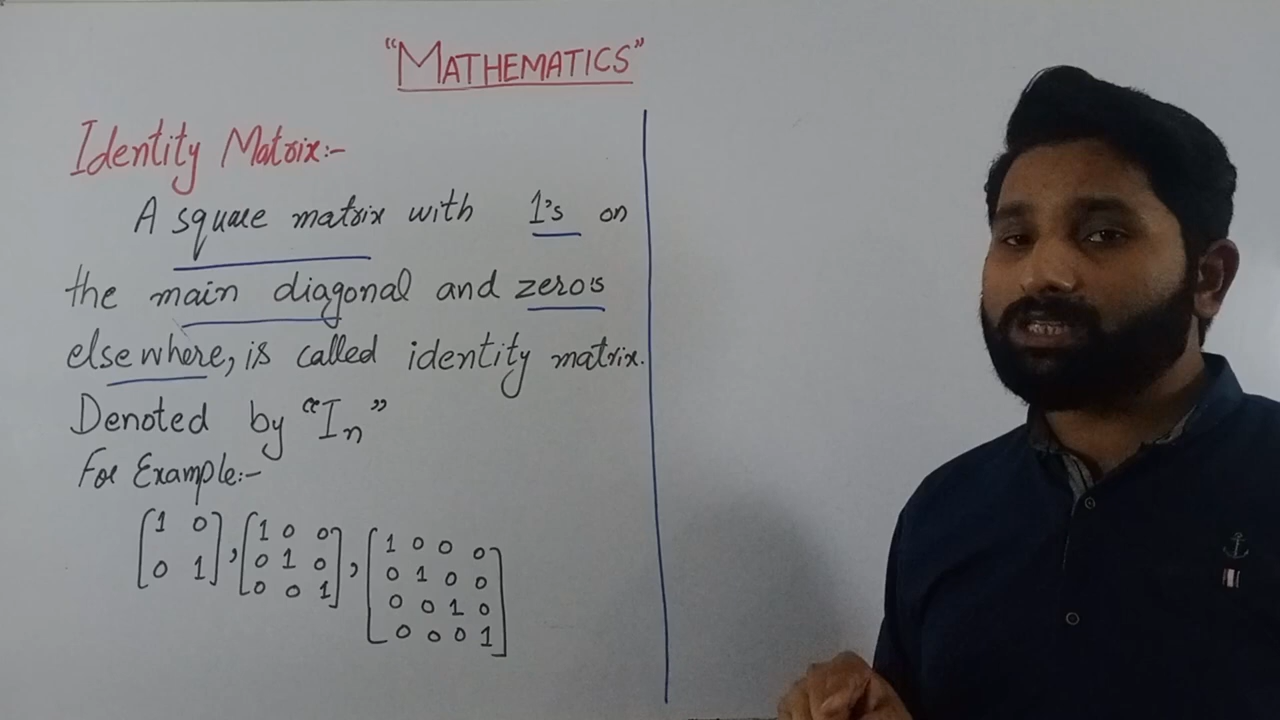 “MATHEMATICS”
Identity Matrix:-
A square matrix with 1's on
the main diagonal and zero's
elsewhere, is called identity matrix.
Denoted by “In”
For Example:-
[1 0], [1 0 0], [1 0 0 0]
[0 1] [0 1 0] [0 1 0 0]
[0 0 1] [0 0 1 0]
[0 0 0 1]